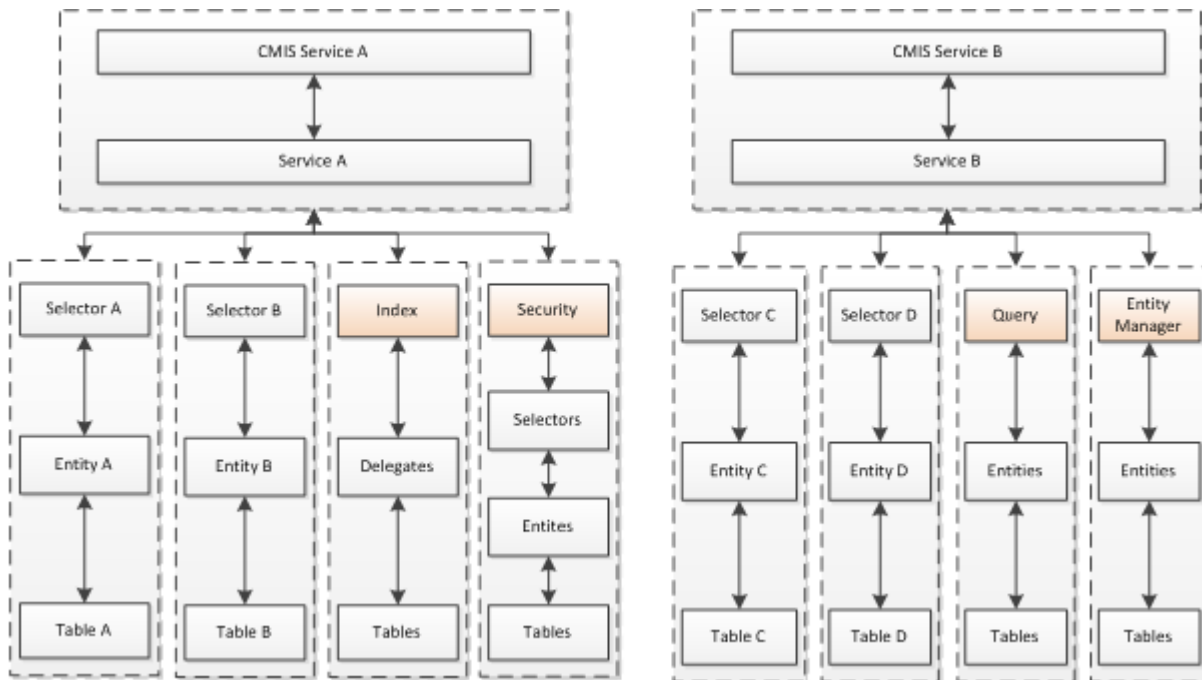 CMIS Service A
CMIS Service B
Service A
Service B
Selector A
Selector B
Index
Security
Selector C
Selector D
Query
Entity
Manager
Selectors
Entity A
Entity B
Delegates
Entity C
Entity D
Entities
Entities
Entites
Table A
Table B
Tables
Tables
Table C
Table D
Tables
Tables